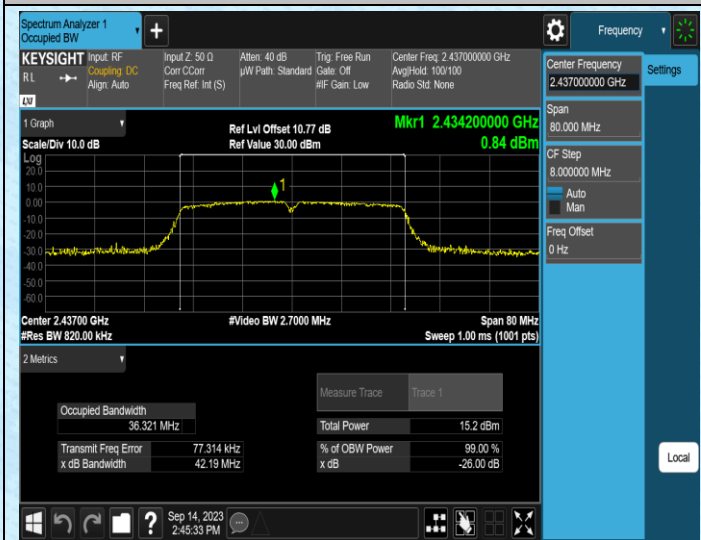 Spectrum Analyzer 1
Occupied BW
Frequency
KEYSIGHT
RL
LXI
Input: RF
Coupling: DC
Align: Auto
Input Z: 50 Ω
Corr CCorr
Freq Ref: Int (S)
Atten: 40 dB
µW Path: Standard
Trig: Free Run
Gate: Off
#IF Gain: Low
Center Freq: 2.437000000 GHz
Avg|Hold: 100/100
Radio Std: None
Center Frequency
2.437000000 GHz
Settings
Span
80.000 MHz
CF Step
8.000000 MHz
Auto
Man
Freq Offset
0 Hz
1 Graph
Scale/Div 10.0 dB
Ref Lvl Offset 10.77 dB
Ref Value 30.00 dBm
Mkr1 2.434200000 GHz
0.84 dBm
Log
20.0
10.0
0.00
-10.0
-20.0
-30.0
-40.0
-50.0
-60.0
1
Center 2.43700 GHz
#Res BW 820.00 kHz
#Video BW 2.7000 MHz
Span 80 MHz
Sweep 1.00 ms (1001 pts)
2 Metrics
Measure Trace
Trace 1
Occupied Bandwidth
36.321 MHz
Total Power
15.2 dBm
Transmit Freq Error
77.314 kHz
% of OBW Power
99.00 %
x dB Bandwidth
42.19 MHz
x dB
-26.00 dB
Local
?
Sep 14, 2023
2:45:33 PM